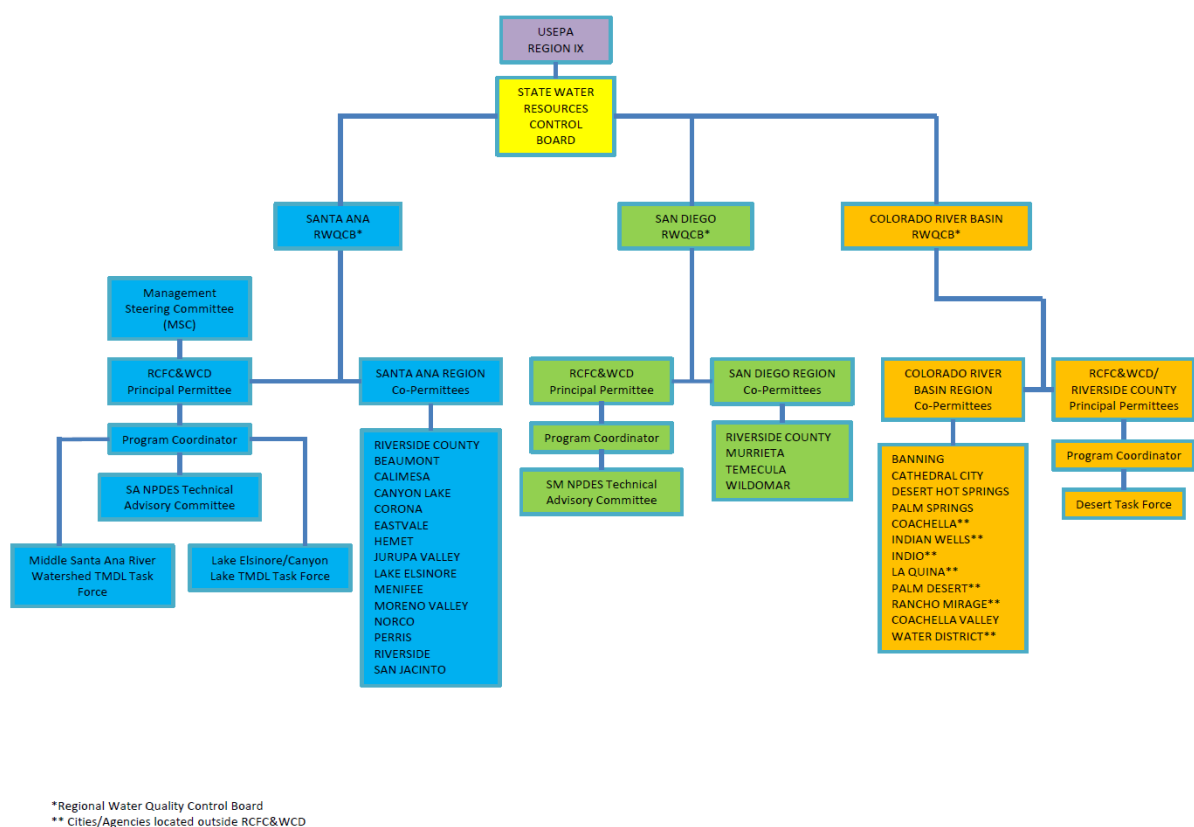 USEPA
REGION IX
STATE WATER
RESOURCES
CONTROL
BOARD
SANTA ANA
RWQCB*
SAN DIEGO
RWQCB*
COLORADO RIVER BASIN
RWQCB*
Management
Steering Committee
(MSC)
RCFC&WCD
Principal Permittee
SANTA ANA REGION
Co-Permittees
RCFC&WCD
Principal Permittee
SAN DIEGO REGION
Co-Permittees
COLORADO RIVER
BASIN REGION
Co-Permittees
RCFC&WCD/
RIVERSIDE COUNTY
Principal Permittees
Program Coordinator
SA NPDES Technical
Advisory Committee
Middle Santa Ana River
Watershed TMDL Task
Force
Lake Elsinore/Canyon
Lake TMDL Task Force
RIVERSIDE COUNTY
BEAUMONT
CALIMESA
CANYON LAKE
CORONA
EASTVALE
HEMET
JURUPA VALLEY
LAKE ELSINORE
MENIFEE
MORENO VALLEY
NORCO
PERRIS
RIVERSIDE
SAN JACINTO
Program Coordinator
SM NPDES Technical
Advisory Committee
RIVERSIDE COUNTY
MURRIETA
TEMECULA
WILDOMAR
BANNING
CATHEDRAL CITY
DESERT HOT SPRINGS
PALM SPRINGS
COACHELLA**
INDIAN WELLS**
INDIO**
LA QUINA**
PALM DESERT**
RANCHO MIRAGE**
COACHELLA VALLEY
WATER DISTRICT**
Program Coordinator
Desert Task Force
*Regional Water Quality Control Board
** Cities/Agencies located outside RCFC&WCD